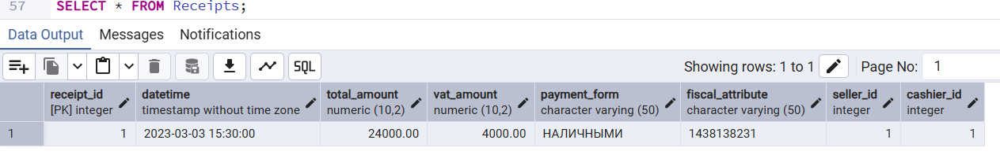 57 SELECT * FROM Receipts;
Data Output Messages Notifications
SQL Showing rows: 1 to 1 Page No: 1
receipt_id datetime total_amount vat_amount payment_form fiscal_attribute seller_id cashier_id
[PK] integer timestamp without time zone numeric (10,2) numeric (10,2) character varying (50) character varying (50) integer integer
1 1 2023-03-03 15:30:00 24000.00 4000.00 НАЛИЧНЫМИ 1438138231 1 1